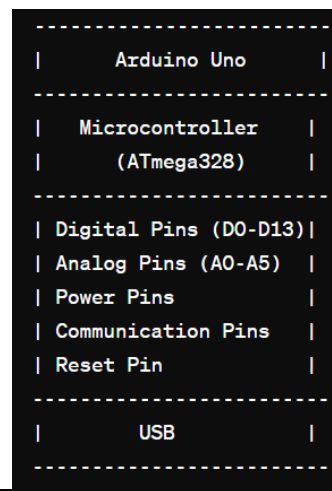 --------------------------
|      Arduino Uno      |
--------------------------
|   Microcontroller    |
|      (ATmega328)     |
--------------------------
| Digital Pins (D0-D13)|
| Analog Pins (A0-A5)  |
| Power Pins           |
| Communication Pins   |
| Reset Pin            |
--------------------------
|        USB           |
--------------------------